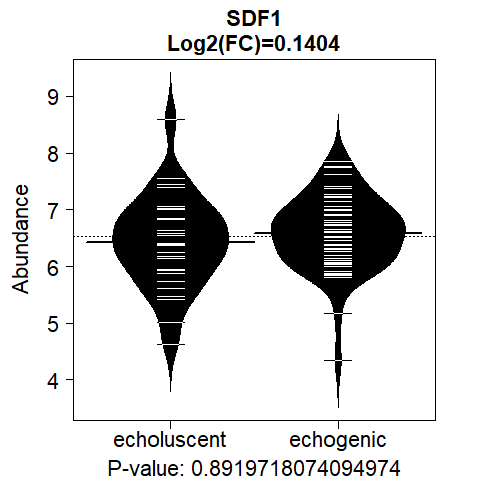 SDF1
Log2(FC)=0.1404
Abundance
9
8
7
6
5
4
echoluscent echogenic
P-value: 0.8919718074094974